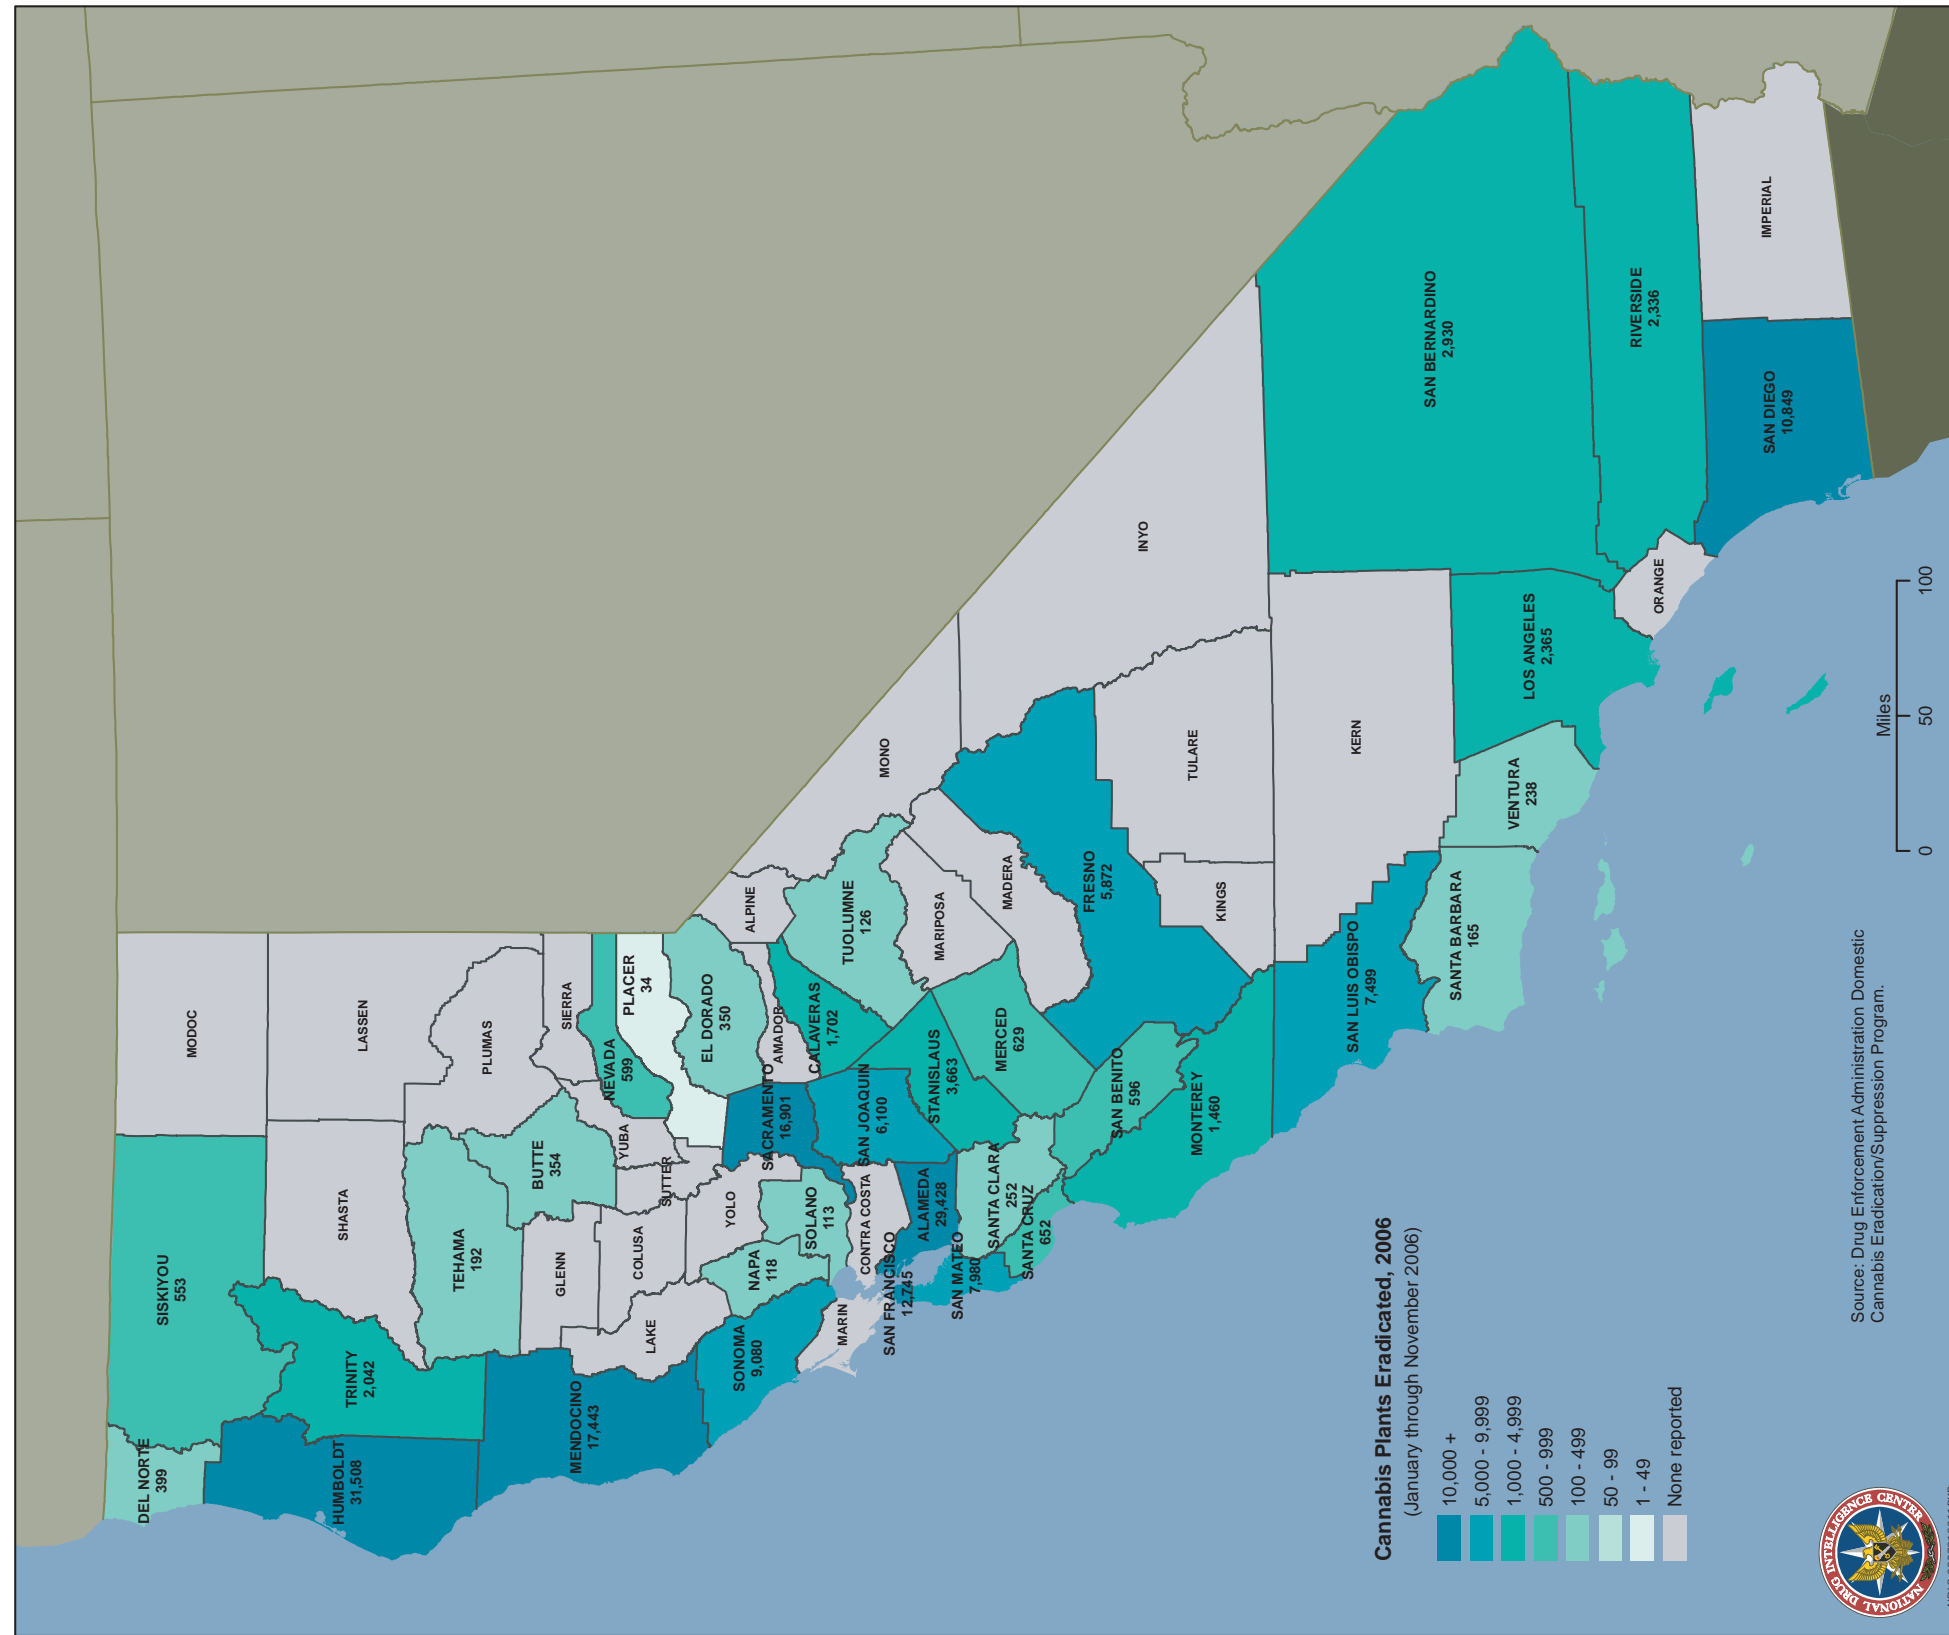 DEL NORTE
399
SISKIYOU
553
MODOC
HUMBOLDT
31,508
TRINITY
2,042
SHASTA
LASSEN
TEHAMA
192
PLUMAS
MENDOCINO
17,443
GLENN
BUTTE
354
SIERRA
LAKE
COLUSA
YUBA
NEVADA
599
SUTTER
PLACER
34
SONOMA
9,080
NAPA
118
YOLO
EL DORADO
350
SACRAMENTO
16,901
AMADOR
ALPINE
SOLANO
113
MARIN
CONTRA COSTA
SAN JOAQUIN
6,100
CALAVERAS
1,702
TUOLUMNE
126
MONO
SAN FRANCISCO
12,745
ALAMEDA
29,428
STANISLAUS
3,663
MARIPOSA
SAN MATEO
7,980
SANTA CLARA
252
SANTA CRUZ
652
MERCED
629
MADERA
SAN BENITO
596
FRESNO
5,872
INYO
MONTEREY
1,460
KINGS
TULARE
SAN LUIS OBISPO
7,499
KERN
SANTA BARBARA
165
VENTURA
238
LOS ANGELES
2,365
SAN BERNARDINO
2,930
ORANGE
RIVERSIDE
2,336
SAN DIEGO
10,849
IMPERIAL
Cannabis Plants Eradicated, 2006
(January through November 2006)
10,000 +
5,000 - 9,999
1,000 - 4,999
500 - 999
100 - 499
50 - 99
1 - 49
None reported
Source: Drug Enforcement Administration Domestic
Cannabis Eradication/Suppression Program.
Miles
0 50 100
NATIONAL DRUG INTELLIGENCE CENTER